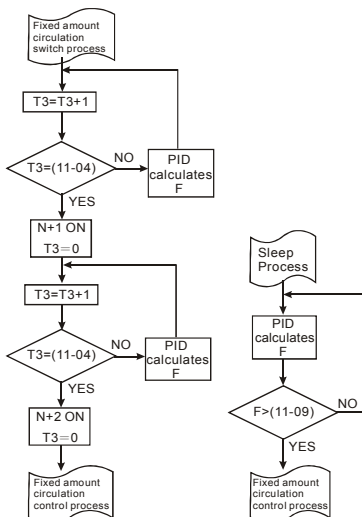 Fixed amount
circulation
switch process
T3=T3+1
T3=(11-04)
NO
PID
calculates
F
YES
N+1 ON
T3=0
T3=T3+1
T3=(11-04)
NO
PID
calculates
F
YES
N+2 ON
T3=0
Fixed amount
circulation
control process
Sleep
Process
PID
calculates
F
F>(11-09)
NO
YES
Fixed amount
circulation
control process